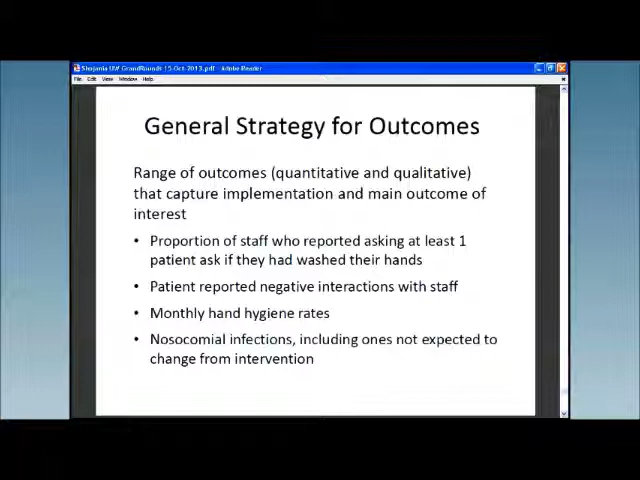 Shojania UW GrandRounds 15-Oct-2013.pdf - Adobe Reader
File Edit View Window Help
General Strategy for Outcomes
Range of outcomes (quantitative and qualitative)
that capture implementation and main outcome of
interest
• Proportion of staff who reported asking at least 1
patient ask if they had washed their hands
• Patient reported negative interactions with staff
• Monthly hand hygiene rates
• Nosocomial infections, including ones not expected to
change from intervention